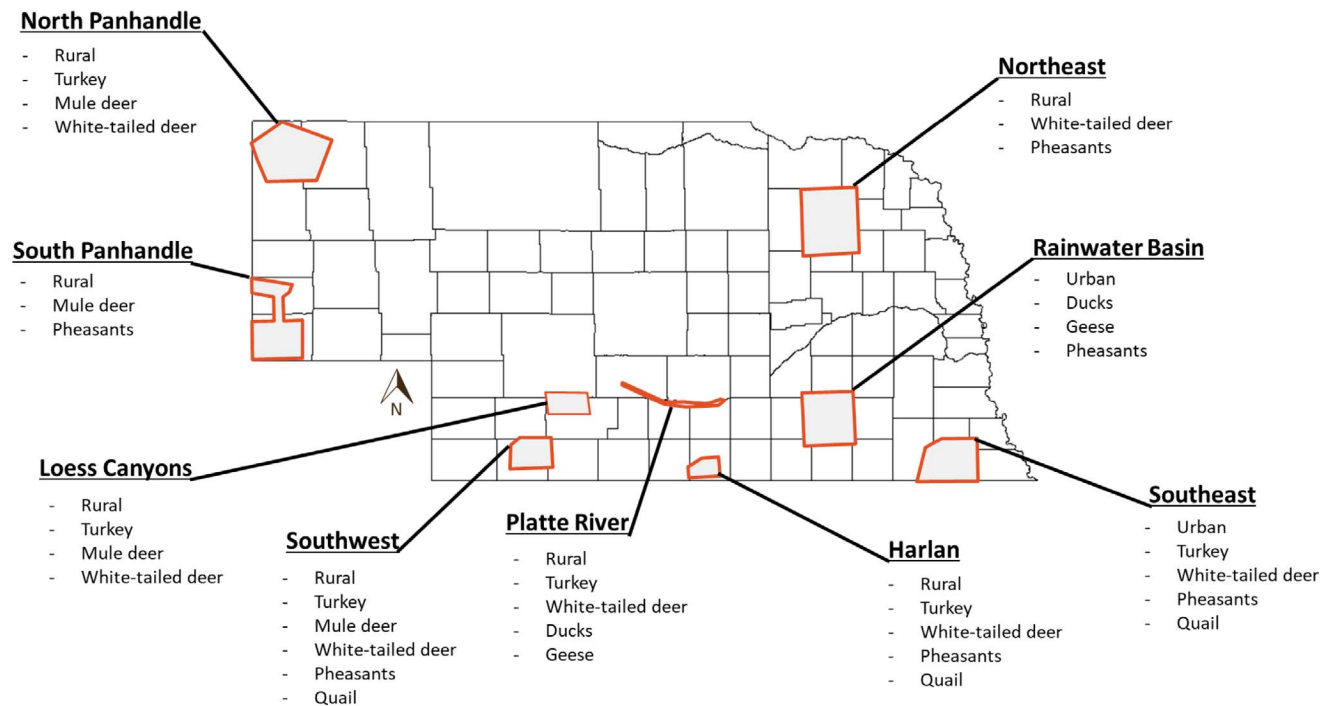 North Panhandle
- Rural
- Turkey
- Mule deer
- White-tailed deer
Northeast
- Rural
- White-tailed deer
- Pheasants
South Panhandle
- Rural
- Mule deer
- Pheasants
Rainwater Basin
- Urban
- Ducks
- Geese
- Pheasants
N
Loess Canyons
- Rural
- Turkey
- Mule deer
- White-tailed deer
Southwest
- Rural
- Turkey
- Mule deer
- White-tailed deer
- Pheasants
- Quail
Platte River
- Rural
- Turkey
- White-tailed deer
- Ducks
- Geese
Harlan
- Rural
- Turkey
- White-tailed deer
- Pheasants
- Quail
Southeast
- Urban
- Turkey
- White-tailed deer
- Pheasants
- Quail